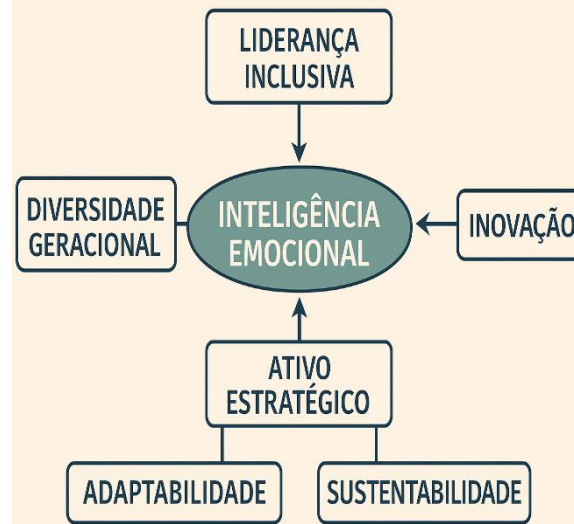 LIDERANÇA
INCLUSIVA
DIVERSIDADE
GERACIONAL
INTELIGÊNCIA
EMOCIONAL
INOVAÇÃO
ATIVO
ESTRATÉGICO
ADAPTABILIDADE
SUSTENTABILIDADE